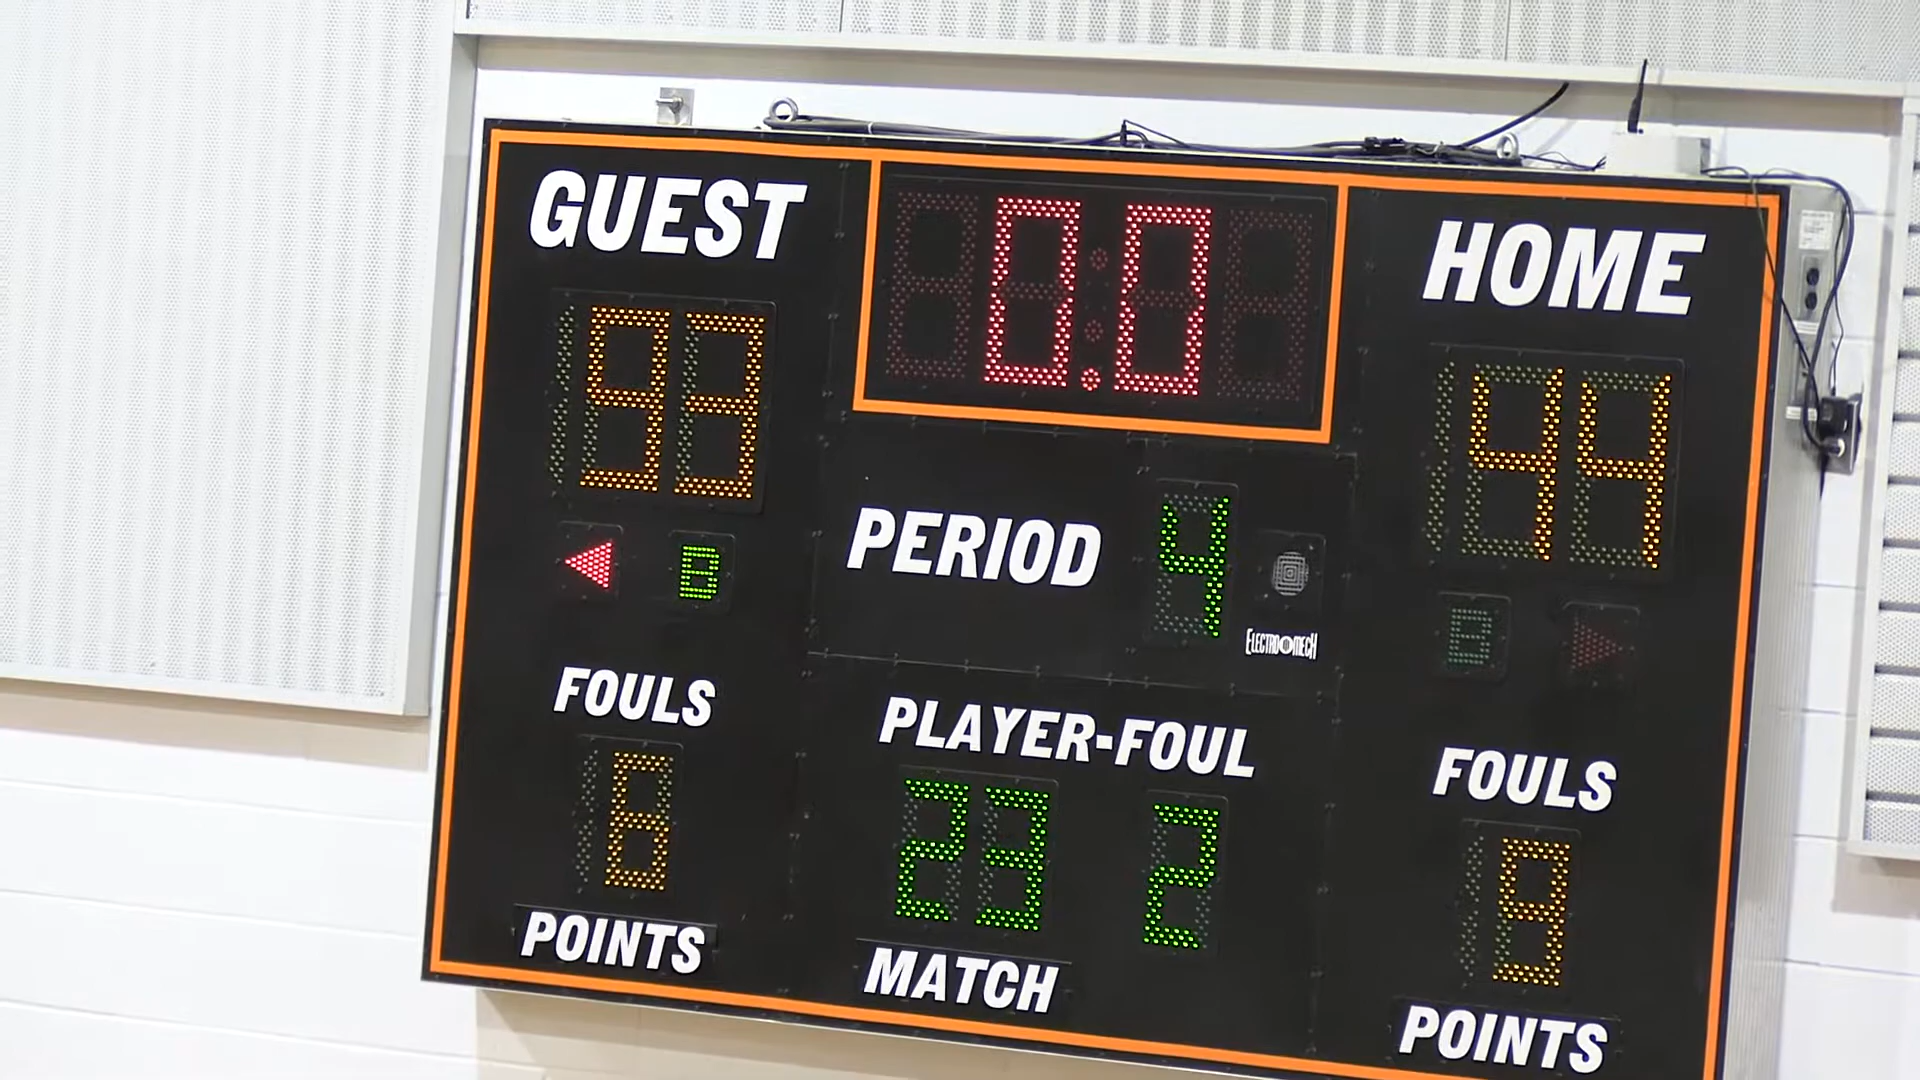 GUEST
0.0
HOME
93
44
PERIOD
4
B
ELECTRO-MECH
FOULS
PLAYER-FOUL
FOULS
6
23 2
9
POINTS
MATCH
POINTS